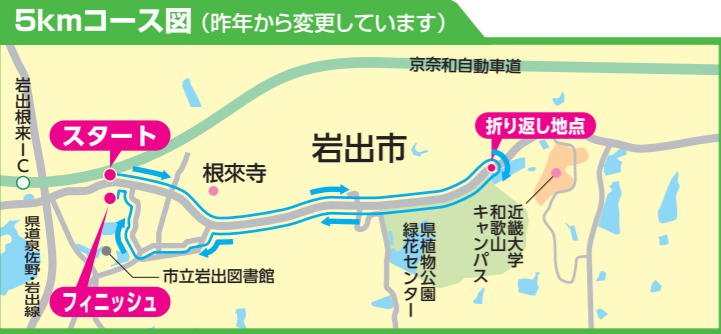 5kmコース図（昨年から変更しています）
京奈和自動車道
岩出根来IC
スタート
折り返し地点
岩出市
根來寺
近畿大学
和歌山
キャンパス
県植物公園
緑花センター
県道泉佐野・岩出線
市立岩出図書館
フィニッシュ